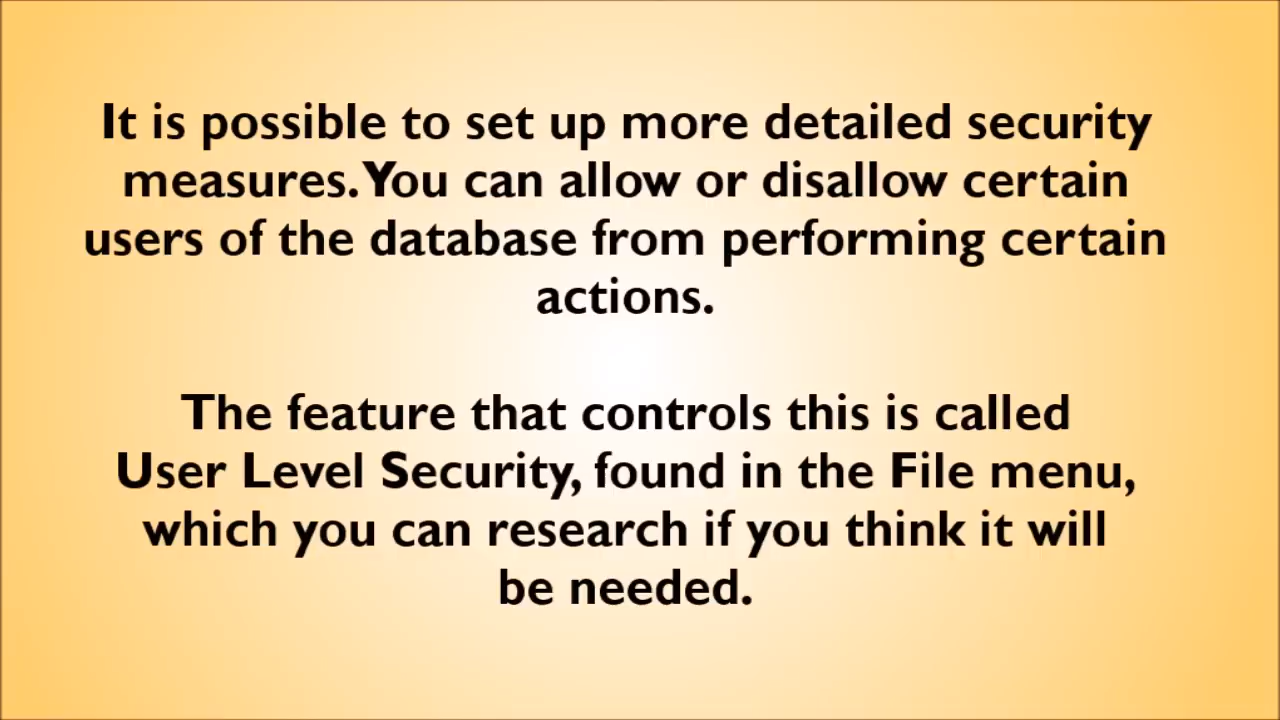 It is possible to set up more detailed security
measures. You can allow or disallow certain
users of the database from performing certain
actions.
The feature that controls this is called
User Level Security, found in the File menu,
which you can research if you think it will
be needed.